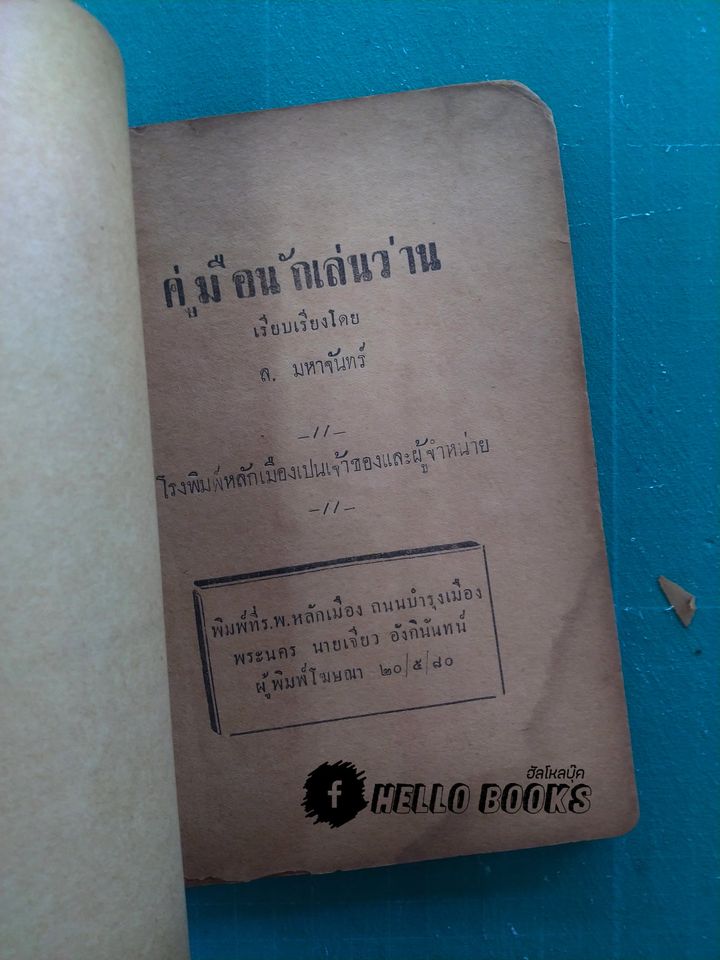 คู่มือนักเล่นว่าน
เรียบเรียงโดย
ล. มหาจันทร์
-//-
โรงพิมพ์หลักเมืองเปนเจ้าของและผู้จำหน่าย
-//-
พิมพ์ที่ร.พ.หลักเมือง ถนนบำรุงเมือง
พระนคร นายเจียว อังกินันทน์
ผู้พิมพ์โฆษณา ๒๐/๕/๘๐
ฮัลโหลบุ๊ค
f HELLO BOOKS